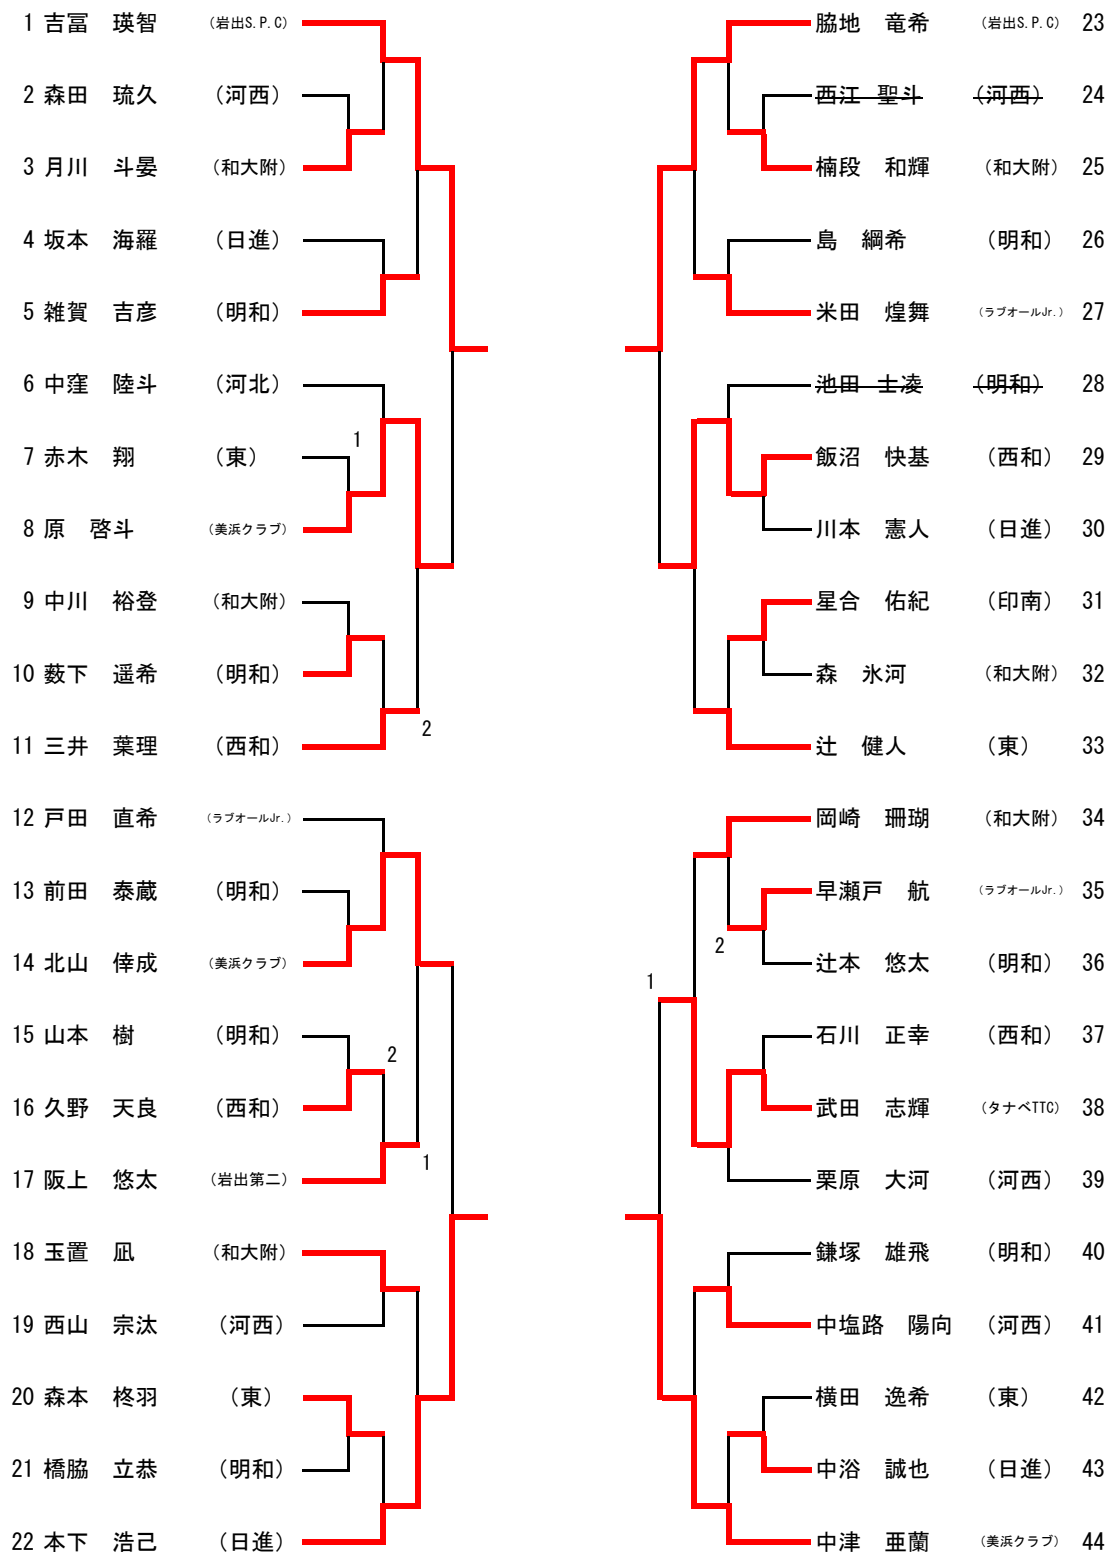 1 吉冨　瑛智 （岩出S.P.C）
2 森田　琉久 （河西）
3 月川　斗晏 （和大附）
4 坂本　海羅 （日進）
5 雑賀　吉彦 （明和）
6 中窪　陸斗 （河北）
1
7 赤木　翔 （東）
8 原　啓斗 （美浜クラブ）
9 中川　裕登 （和大附）
10 薮下　遥希 （明和）
2
11 三井　葉理 （西和）
12 戸田　直希 （ラブオールJr.）
13 前田　泰蔵 （明和）
14 北山　倖成 （美浜クラブ）
15 山本　樹 （明和）
2
16 久野　天良 （西和）
1
17 阪上　悠太 （岩出第二）
18 玉置　凪 （和大附）
19 西山　宗汰 （河西）
20 森本　柊羽 （東）
21 橋脇　立恭 （明和）
22 本下　浩己 （日進）
脇地　竜希 （岩出S.P.C） 23
西江　聖斗 （河西） 24
楠段　和輝 （和大附） 25
島　綱希 （明和） 26
米田　煌舞 （ラブオールJr.） 27
池田　士凌 （明和） 28
飯沼　快基 （西和） 29
川本　憲人 （日進） 30
星合　佑紀 （印南） 31
森　氷河 （和大附） 32
辻　健人 （東） 33
岡崎　珊瑚 （和大附） 34
早瀬戸　航 （ラブオールJr.） 35
2
辻本　悠太 （明和） 36
1
石川　正幸 （西和） 37
武田　志輝 （タナベTTC） 38
栗原　大河 （河西） 39
鎌塚　雄飛 （明和） 40
中塩路　陽向 （河西） 41
横田　逸希 （東） 42
中浴　誠也 （日進） 43
中津　亜蘭 （美浜クラブ） 44